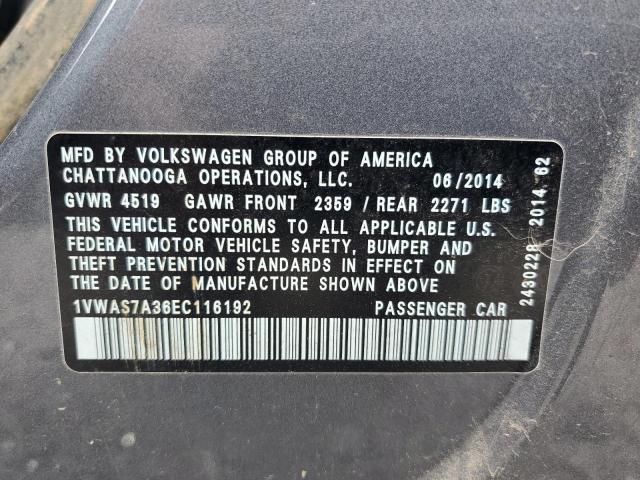 MFD BY VOLKSWAGEN GROUP OF AMERICA
CHATTANOOGA OPERATIONS, LLC. 06/2014
GVWR 4519 GAWR FRONT 2359 / REAR 2271 LBS
THIS VEHICLE CONFORMS TO ALL APPLICABLE U.S.
FEDERAL MOTOR VEHICLE SAFETY, BUMPER AND
THEFT PREVENTION STANDARDS IN EFFECT ON
THE DATE OF MANUFACTURE SHOWN ABOVE
1VWAS7A36EC116192 PASSENGER CAR
2430228 2014 62